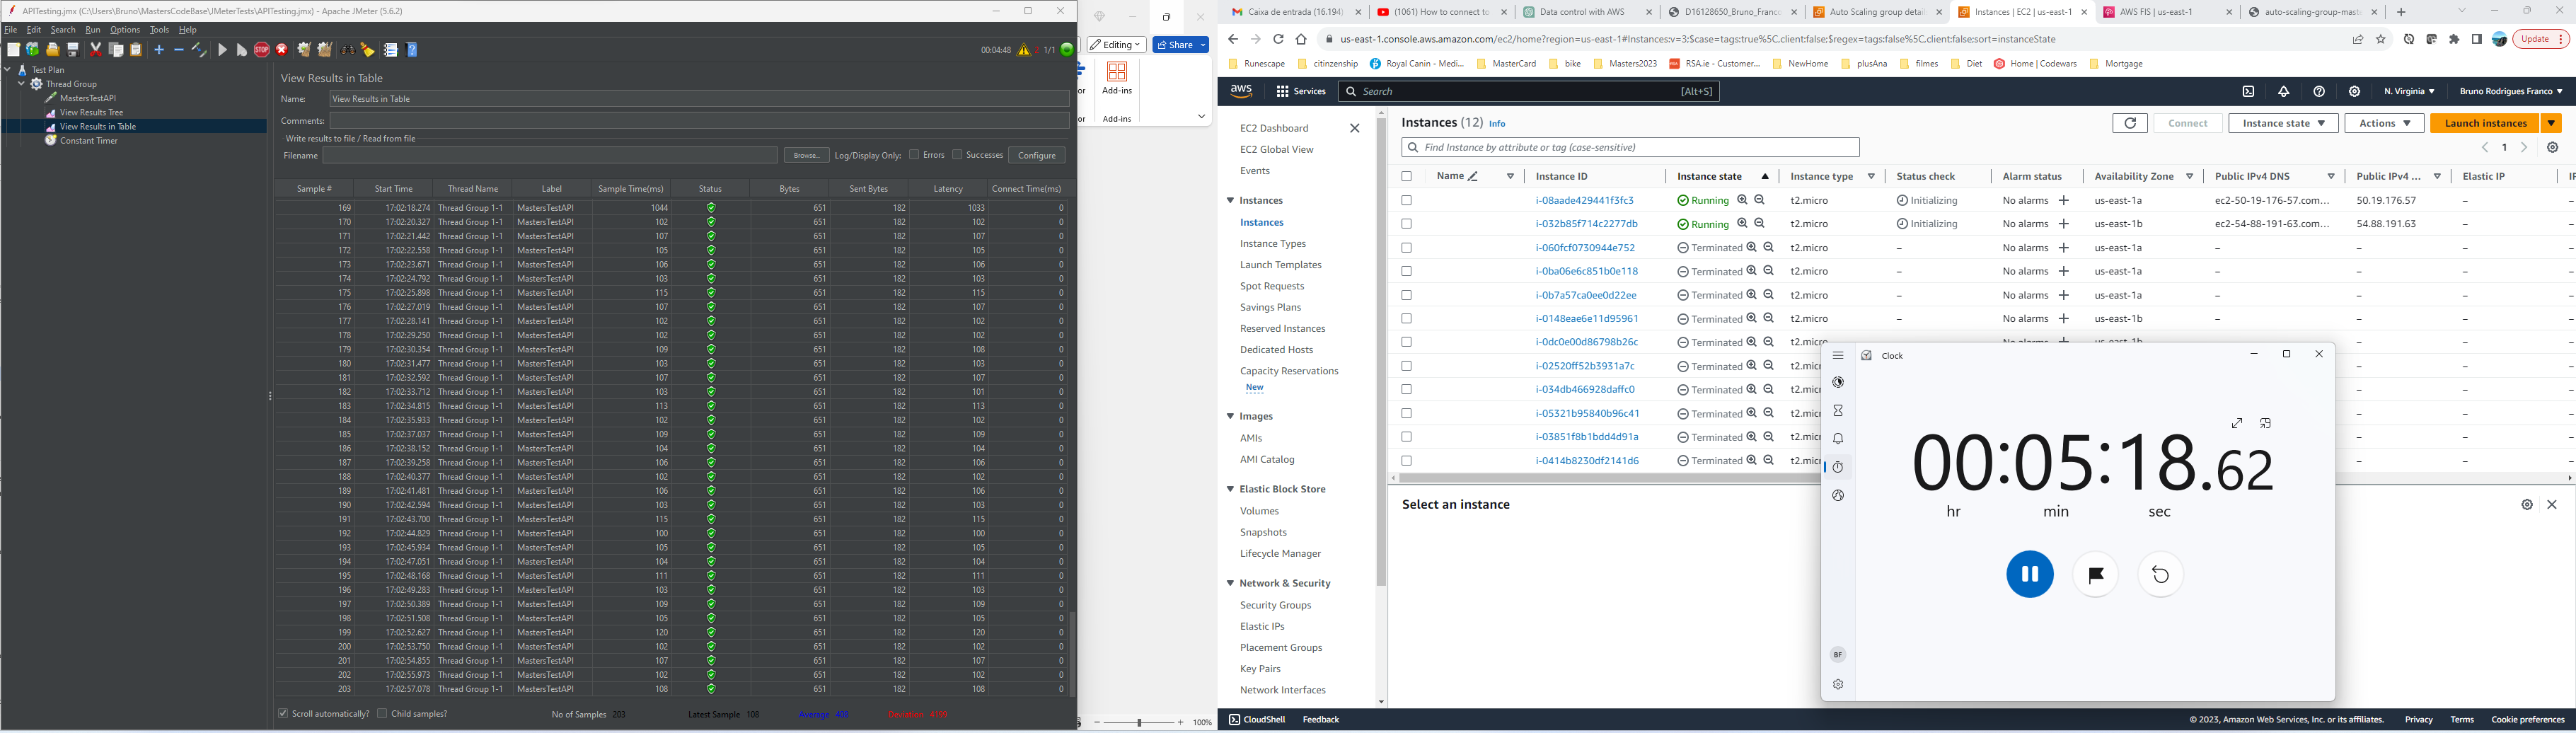 APITesting.jmx (C:\Users\Bruno\MastersCodeBase\JMeterTests\APITesting.jmx) - Apache JMeter (5.6.2)
File Edit Search Run Options Tools Help
00:04:48 1/1
Test Plan
Thread Group
MastersTestAPI
View Results Tree
View Results in Table
Constant Timer
View Results in Table
Name: View Results in Table
Comments:
Write results to file / Read from file
Filename Browse... Log/Display Only: Errors Successes Configure
Sample # Start Time Thread Name Label Sample Time(ms) Status Bytes Sent Bytes Latency Connect Time(ms)
169 17:02:18.274 Thread Group 1-1 MastersTestAPI 1044 651 182 1033 0
170 17:02:20.327 Thread Group 1-1 MastersTestAPI 102 651 182 102 0
171 17:02:21.442 Thread Group 1-1 MastersTestAPI 107 651 182 107 0
172 17:02:22.558 Thread Group 1-1 MastersTestAPI 105 651 182 105 0
173 17:02:23.671 Thread Group 1-1 MastersTestAPI 106 651 182 106 0
174 17:02:24.792 Thread Group 1-1 MastersTestAPI 103 651 182 103 0
175 17:02:25.898 Thread Group 1-1 MastersTestAPI 115 651 182 115 0
176 17:02:27.019 Thread Group 1-1 MastersTestAPI 107 651 182 107 0
177 17:02:28.141 Thread Group 1-1 MastersTestAPI 102 651 182 102 0
178 17:02:29.250 Thread Group 1-1 MastersTestAPI 102 651 182 102 0
179 17:02:30.354 Thread Group 1-1 MastersTestAPI 109 651 182 108 0
180 17:02:31.477 Thread Group 1-1 MastersTestAPI 103 651 182 103 0
181 17:02:32.592 Thread Group 1-1 MastersTestAPI 107 651 182 107 0
182 17:02:33.712 Thread Group 1-1 MastersTestAPI 103 651 182 101 0
183 17:02:34.815 Thread Group 1-1 MastersTestAPI 113 651 182 113 0
184 17:02:35.933 Thread Group 1-1 MastersTestAPI 102 651 182 102 0
185 17:02:37.037 Thread Group 1-1 MastersTestAPI 109 651 182 109 0
186 17:02:38.152 Thread Group 1-1 MastersTestAPI 104 651 182 104 0
187 17:02:39.258 Thread Group 1-1 MastersTestAPI 106 651 182 106 0
188 17:02:40.377 Thread Group 1-1 MastersTestAPI 102 651 182 102 0
189 17:02:41.481 Thread Group 1-1 MastersTestAPI 106 651 182 106 0
190 17:02:42.594 Thread Group 1-1 MastersTestAPI 103 651 182 103 0
191 17:02:43.700 Thread Group 1-1 MastersTestAPI 115 651 182 115 0
192 17:02:44.829 Thread Group 1-1 MastersTestAPI 100 651 182 100 0
193 17:02:45.934 Thread Group 1-1 MastersTestAPI 105 651 182 105 0
194 17:02:47.051 Thread Group 1-1 MastersTestAPI 104 651 182 104 0
195 17:02:48.168 Thread Group 1-1 MastersTestAPI 111 651 182 111 0
196 17:02:49.283 Thread Group 1-1 MastersTestAPI 103 651 182 103 0
197 17:02:50.389 Thread Group 1-1 MastersTestAPI 109 651 182 109 0
198 17:02:51.508 Thread Group 1-1 MastersTestAPI 105 651 182 105 0
199 17:02:52.627 Thread Group 1-1 MastersTestAPI 120 651 182 120 0
200 17:02:53.750 Thread Group 1-1 MastersTestAPI 102 651 182 102 0
201 17:02:54.855 Thread Group 1-1 MastersTestAPI 107 651 182 107 0
202 17:02:55.973 Thread Group 1-1 MastersTestAPI 102 651 182 102 0
203 17:02:57.078 Thread Group 1-1 MastersTestAPI 108 651 182 108 0
Scroll automatically? Child samples? No of Samples 203 Latest Sample 108 Average 408 Deviation 4199
Editing Share
or Add-ins
or Add-ins
100%
Caixa de entrada (16.194) (1061) How to connect to Data control with AWS D16128650_Bruno_Franco Auto Scaling group detai Instances | EC2 | us-east-1 AWS FIS | us-east-1 auto-scaling-group-mast
us-east-1.console.aws.amazon.com/ec2/home?region=us-east-1#Instances:v=3;$case=tags:true%5C,client:false;$regex=tags:false%5C,client:false;sort=instanceState Update
Runescape citizenship Royal Canin - Medi... MasterCard bike Masters2023 RSA.ie - Customer... NewHome plusAna filmes Diet Home | Codewars Mortgage
aws Services Search [Alt+S] N. Virginia Bruno Rodrigues Franco
EC2 Dashboard
EC2 Global View
Events
Instances
Instances
Instance Types
Launch Templates
Spot Requests
Savings Plans
Reserved Instances
Dedicated Hosts
Capacity Reservations
New
Images
AMIs
AMI Catalog
Elastic Block Store
Volumes
Snapshots
Lifecycle Manager
Network & Security
Security Groups
Elastic IPs
Placement Groups
Key Pairs
Network Interfaces
Instances (12) Info Connect Instance state Actions Launch instances
Find Instance by attribute or tag (case-sensitive) 1
Name Instance ID Instance state Instance type Status check Alarm status Availability Zone Public IPv4 DNS Public IPv4 ... Elastic IP
i-08aade429441f3fc3 Running t2.micro Initializing No alarms us-east-1a ec2-50-19-176-57.com... 50.19.176.57 –
i-032b85f714c2277db Running t2.micro Initializing No alarms us-east-1b ec2-54-88-191-63.com... 54.88.191.63 –
i-060fcf0730944e752 Terminated t2.micro – No alarms us-east-1a – – –
i-0ba06e6c851b0e118 Terminated t2.micro – No alarms us-east-1a – – –
i-0b7a57ca0ee0d22ee Terminated t2.micro – No alarms us-east-1a – – –
i-0148eae6e11d95961 Terminated t2.micro – No alarms us-east-1b – – –
i-0dc0e00d86798b26c Terminated t2.micro
i-02520ff52b3931a7c Terminated
i-034db466928daffc0 Terminated
i-05321b95840b96c41 Terminated
i-03851f8b1bdd4d91a Terminated
i-0414b8230df2141d6 Terminated
Select an instance
Clock
00:05:18.62
hr min sec
BF
CloudShell Feedback © 2023, Amazon Web Services, Inc. or its affiliates. Privacy Terms Cookie preferences